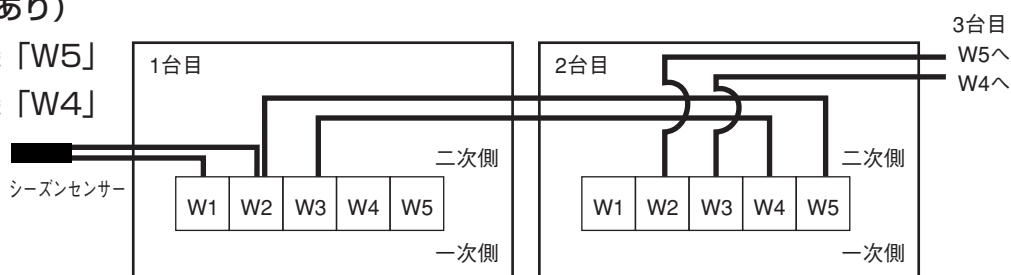 あり）
「W5」
「W4」
シーズンセンサー
1台目
二次側
W1 W2 W3 W4 W5
一次側
2台目
二次側
W1 W2 W3 W4 W5
一次側
3台目
W5へ
W4へ